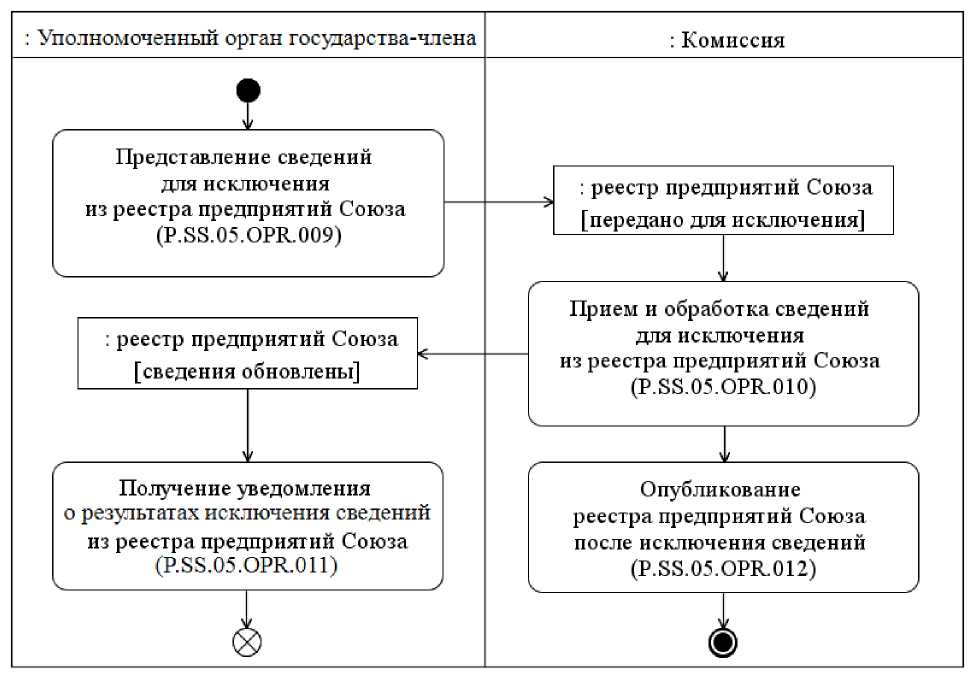 : Уполномоченный орган государства-члена
: Комиссия
Представление сведений
для исключения
из реестра предприятий Союза
(P.SS.05.OPR.009)
: реестр предприятий Союза
[передано для исключения]
Прием и обработка сведений
для исключения
из реестра предприятий Союза
(P.SS.05.OPR.010)
: реестр предприятий Союза
[сведения обновлены]
Получение уведомления
о результатах исключения сведений
из реестра предприятий Союза
(P.SS.05.OPR.011)
Опубликование
реестра предприятий Союза
после исключения сведений
(P.SS.05.OPR.012)